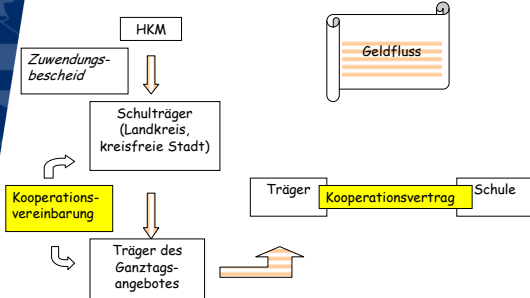 HKM
Geldfluss
Zuwendungs-
bescheid
Schulträger
(Landkreis,
kreisfreie Stadt)
Kooperations-
vereinbarung
Träger
Kooperationsvertrag
Schule
Träger des
Ganztags-
angebotes